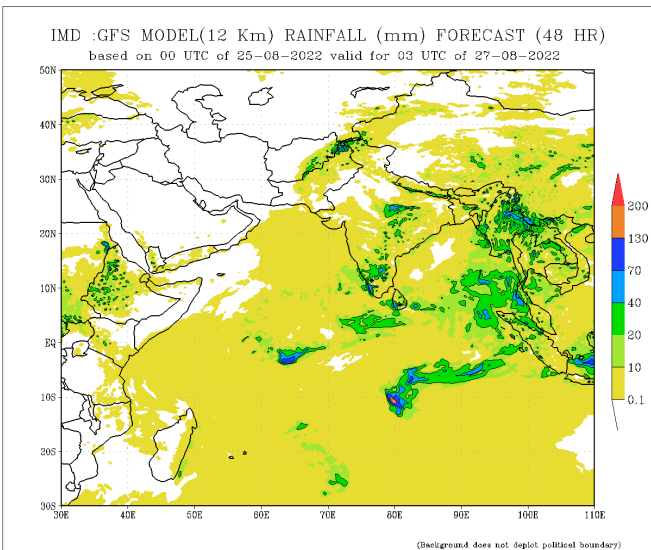 IMD :GFS MODEL(12 Km) RAINFALL (mm) FORECAST (48 HR)
based on 00 UTC of 25-08-2022 valid for 03 UTC of 27-08-2022
50N
40N
30N
20N
10N
EQ
10S
20S
30S
30E 40E 50E 60E 70E 80E 90E 100E 110E
200
130
70
40
20
10
0.1
(Background does not depict political boundary)